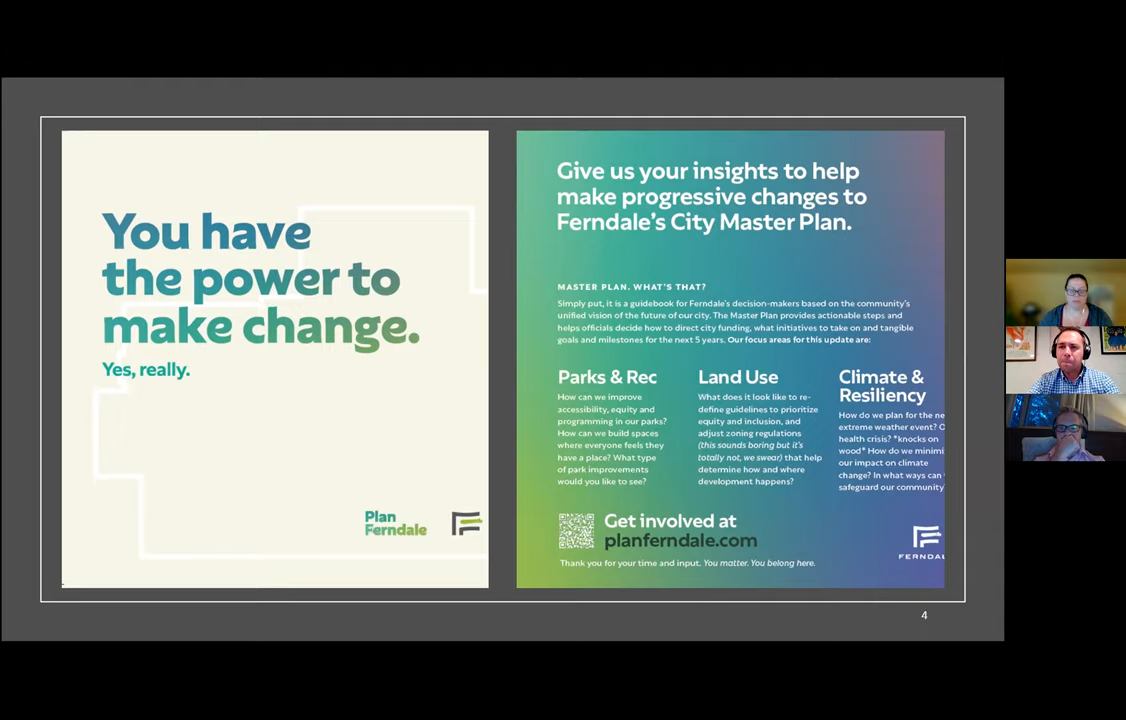 You have
the power to
make change.
Yes, really.
Plan
Ferndale
Give us your insights to help
make progressive changes to
Ferndale's City Master Plan.
MASTER PLAN. WHAT'S THAT?
Simply put, it is a guidebook for Ferndale's decision-makers based on the community's
unified vision of the future of our city. The Master Plan provides actionable steps and
helps officials decide how to direct city funding, what initiatives to take on and tangible
goals and milestones for the next 5 years. Our focus areas for this update are:
Parks & Rec
How can we improve
accessibility, equity and
programming in our parks?
How can we build spaces
where everyone feels they
have a place? What type
of park improvements
would you like to see?
Land Use
What does it look like to re-
define guidelines to prioritize
equity and inclusion, and
adjust zoning regulations
(this sounds boring but it's
totally not, we swear) that help
determine how and where
development happens?
Climate &
Resiliency
How do we plan for the ne
extreme weather event? O
health crisis? *knocks on
wood* How do we minimi
our impact on climate
change? In what ways can
safeguard our community
Get involved at
planferndale.com
Thank you for your time and input. You matter. You belong here.
FERNDAL
4